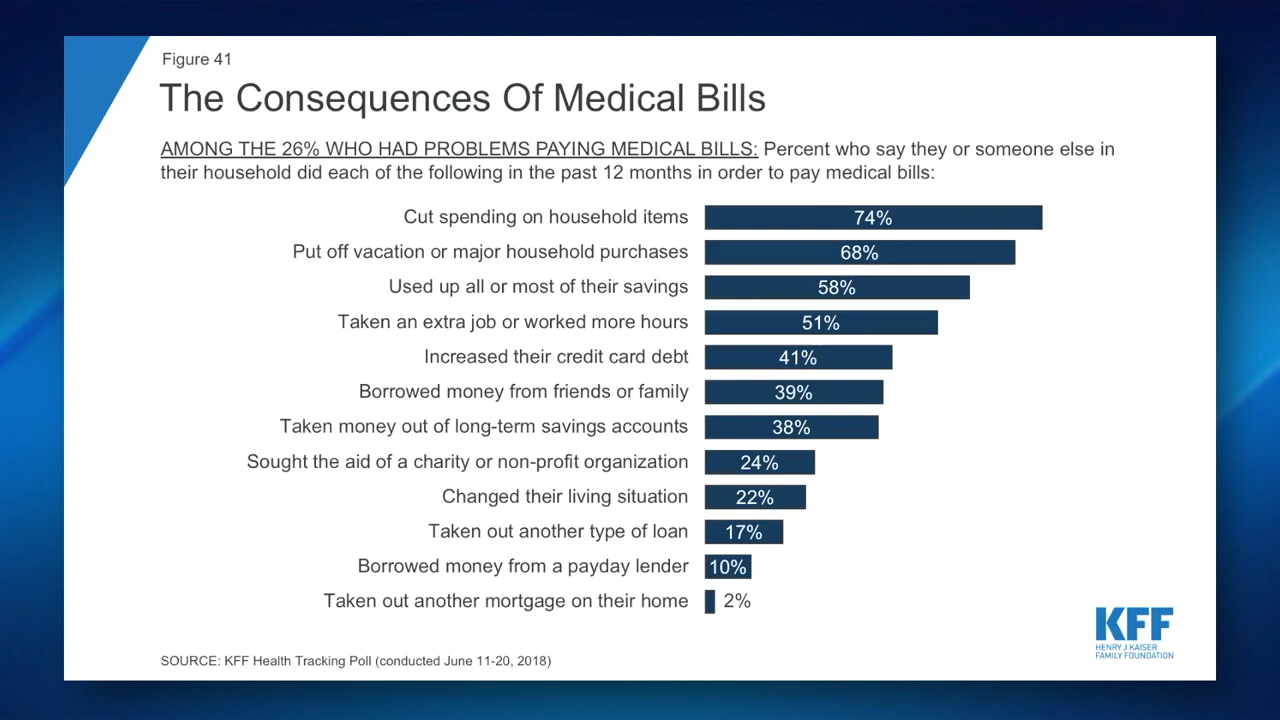 Figure 41
The Consequences Of Medical Bills
AMONG THE 26% WHO HAD PROBLEMS PAYING MEDICAL BILLS: Percent who say they or someone else in
their household did each of the following in the past 12 months in order to pay medical bills:
Cut spending on household items 74%
Put off vacation or major household purchases 68%
Used up all or most of their savings 58%
Taken an extra job or worked more hours 51%
Increased their credit card debt 41%
Borrowed money from friends or family 39%
Taken money out of long-term savings accounts 38%
Sought the aid of a charity or non-profit organization 24%
Changed their living situation 22%
Taken out another type of loan 17%
Borrowed money from a payday lender 10%
Taken out another mortgage on their home 2%
KFF
HENRY J KAISER
FAMILY FOUNDATION
SOURCE: KFF Health Tracking Poll (conducted June 11-20, 2018)